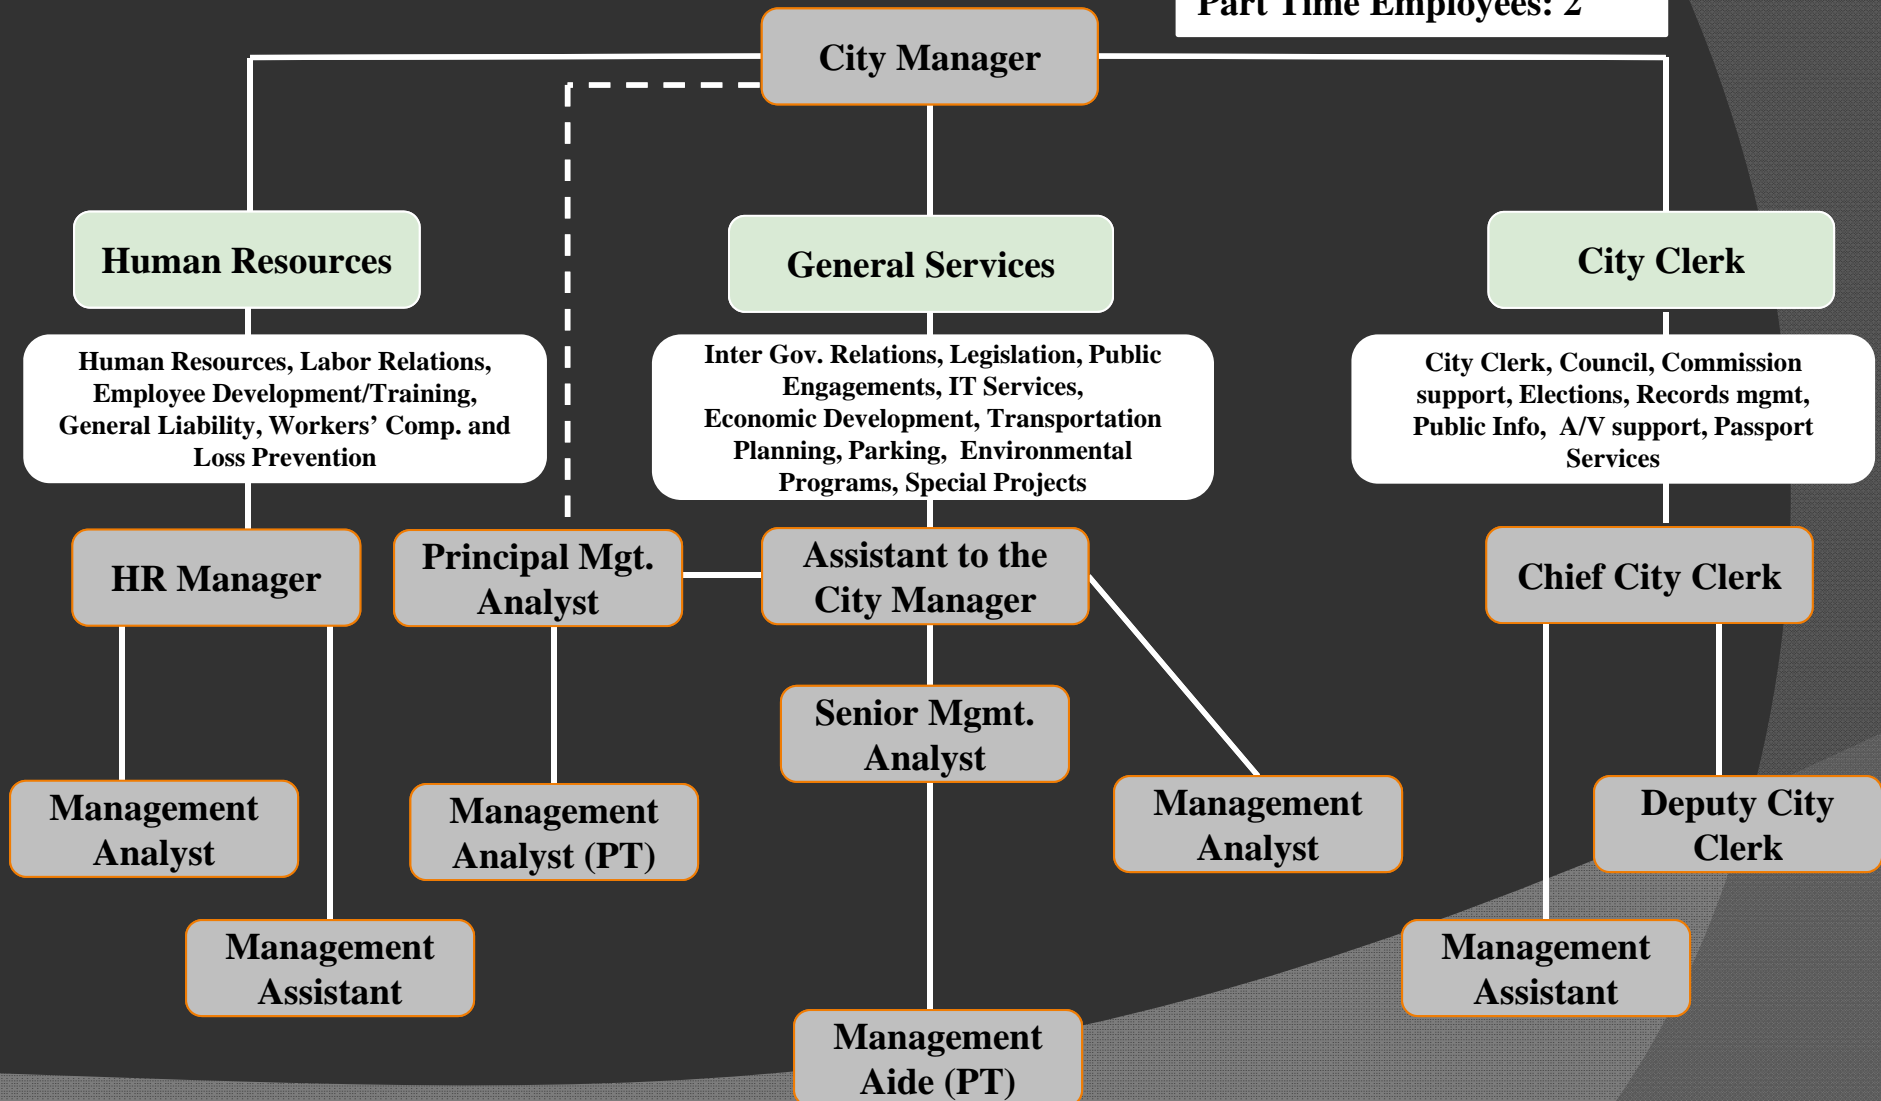 Part Time Employees: 2
City Manager
Human Resources
General Services
City Clerk
Human Resources, Labor Relations,
Employee Development/Training,
General Liability, Workers’ Comp. and
Loss Prevention
Inter Gov. Relations, Legislation, Public
Engagements, IT Services,
Economic Development, Transportation
Planning, Parking, Environmental
Programs, Special Projects
City Clerk, Council, Commission
support, Elections, Records mgmt,
Public Info, A/V support, Passport
Services
HR Manager
Principal Mgt.
Analyst
Assistant to the
City Manager
Chief City Clerk
Senior Mgmt.
Analyst
Management
Analyst
Management
Analyst (PT)
Management
Analyst
Deputy City
Clerk
Management
Assistant
Management
Assistant
Management
Aide (PT)